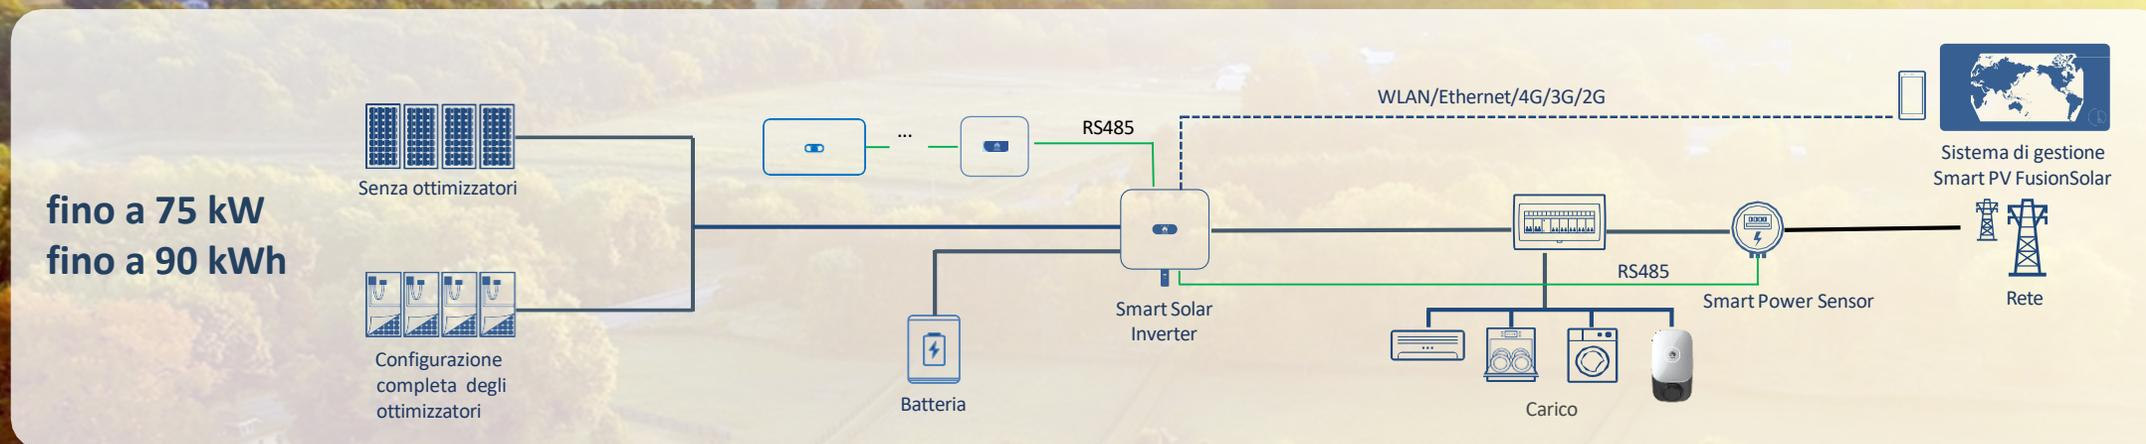 fino a 75 kW
fino a 90 kWh
Senza ottimizzatori
Configurazione
completa degli
ottimizzatori
...
RS485
WLAN/Ethernet/4G/3G/2G
Sistema di gestione
Smart PV FusionSolar
Smart Solar
Inverter
Batteria
RS485
Smart Power Sensor
Rete
Carico